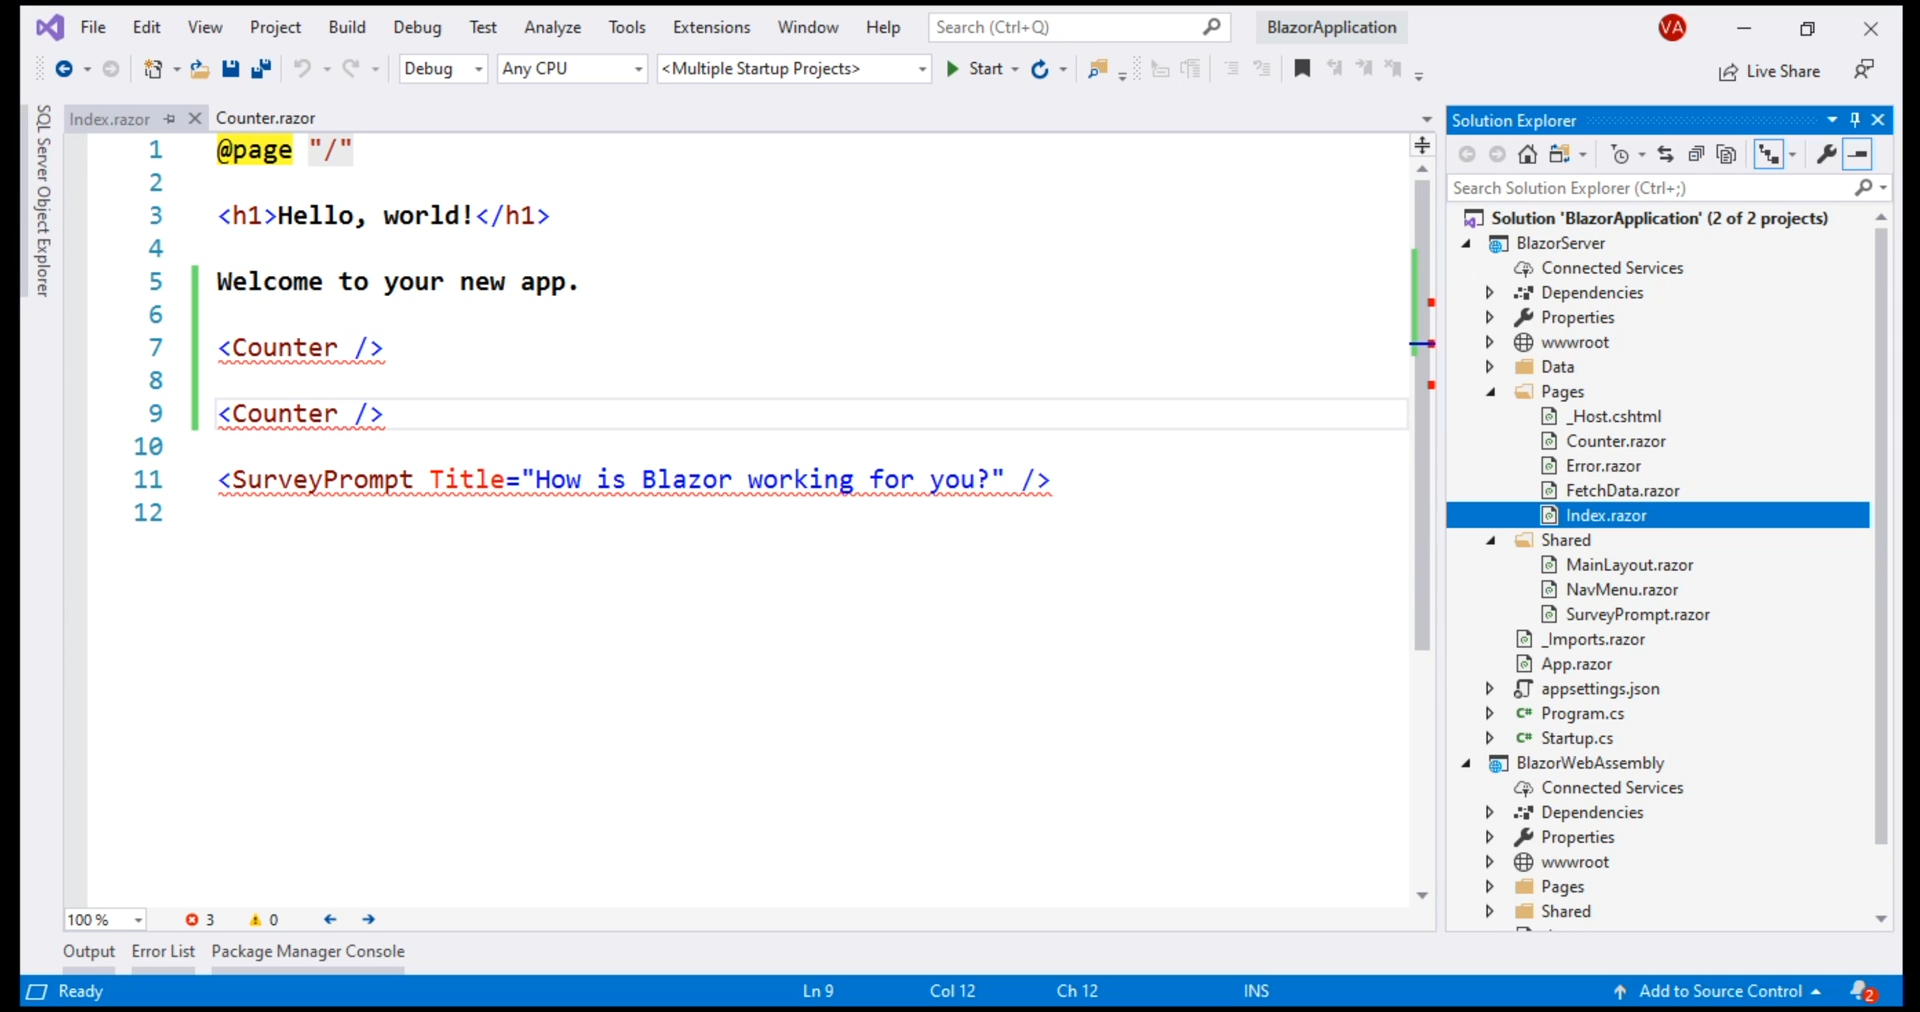 File Edit View Project Build Debug Test Analyze Tools Extensions Window Help Search (Ctrl+Q) BlazorApplication VA
Debug Any CPU <Multiple Startup Projects> Start Live Share
SQL Server Object Explorer
Index.razor Counter.razor
1 @page "/"
2
3 <h1>Hello, world!</h1>
4
5 Welcome to your new app.
6
7 <Counter />
8
9 <Counter />
10
11 <SurveyPrompt Title="How is Blazor working for you?" />
12
100 % 3 0
Output Error List Package Manager Console
Solution Explorer
Search Solution Explorer (Ctrl+;)
Solution 'BlazorApplication' (2 of 2 projects)
BlazorServer
Connected Services
Dependencies
Properties
wwwroot
Data
Pages
_Host.cshtml
Counter.razor
Error.razor
FetchData.razor
Index.razor
Shared
MainLayout.razor
NavMenu.razor
SurveyPrompt.razor
_Imports.razor
App.razor
appsettings.json
C# Program.cs
C# Startup.cs
BlazorWebAssembly
Connected Services
Dependencies
Properties
wwwroot
Pages
Shared
Ready Ln 9 Col 12 Ch 12 INS Add to Source Control 2